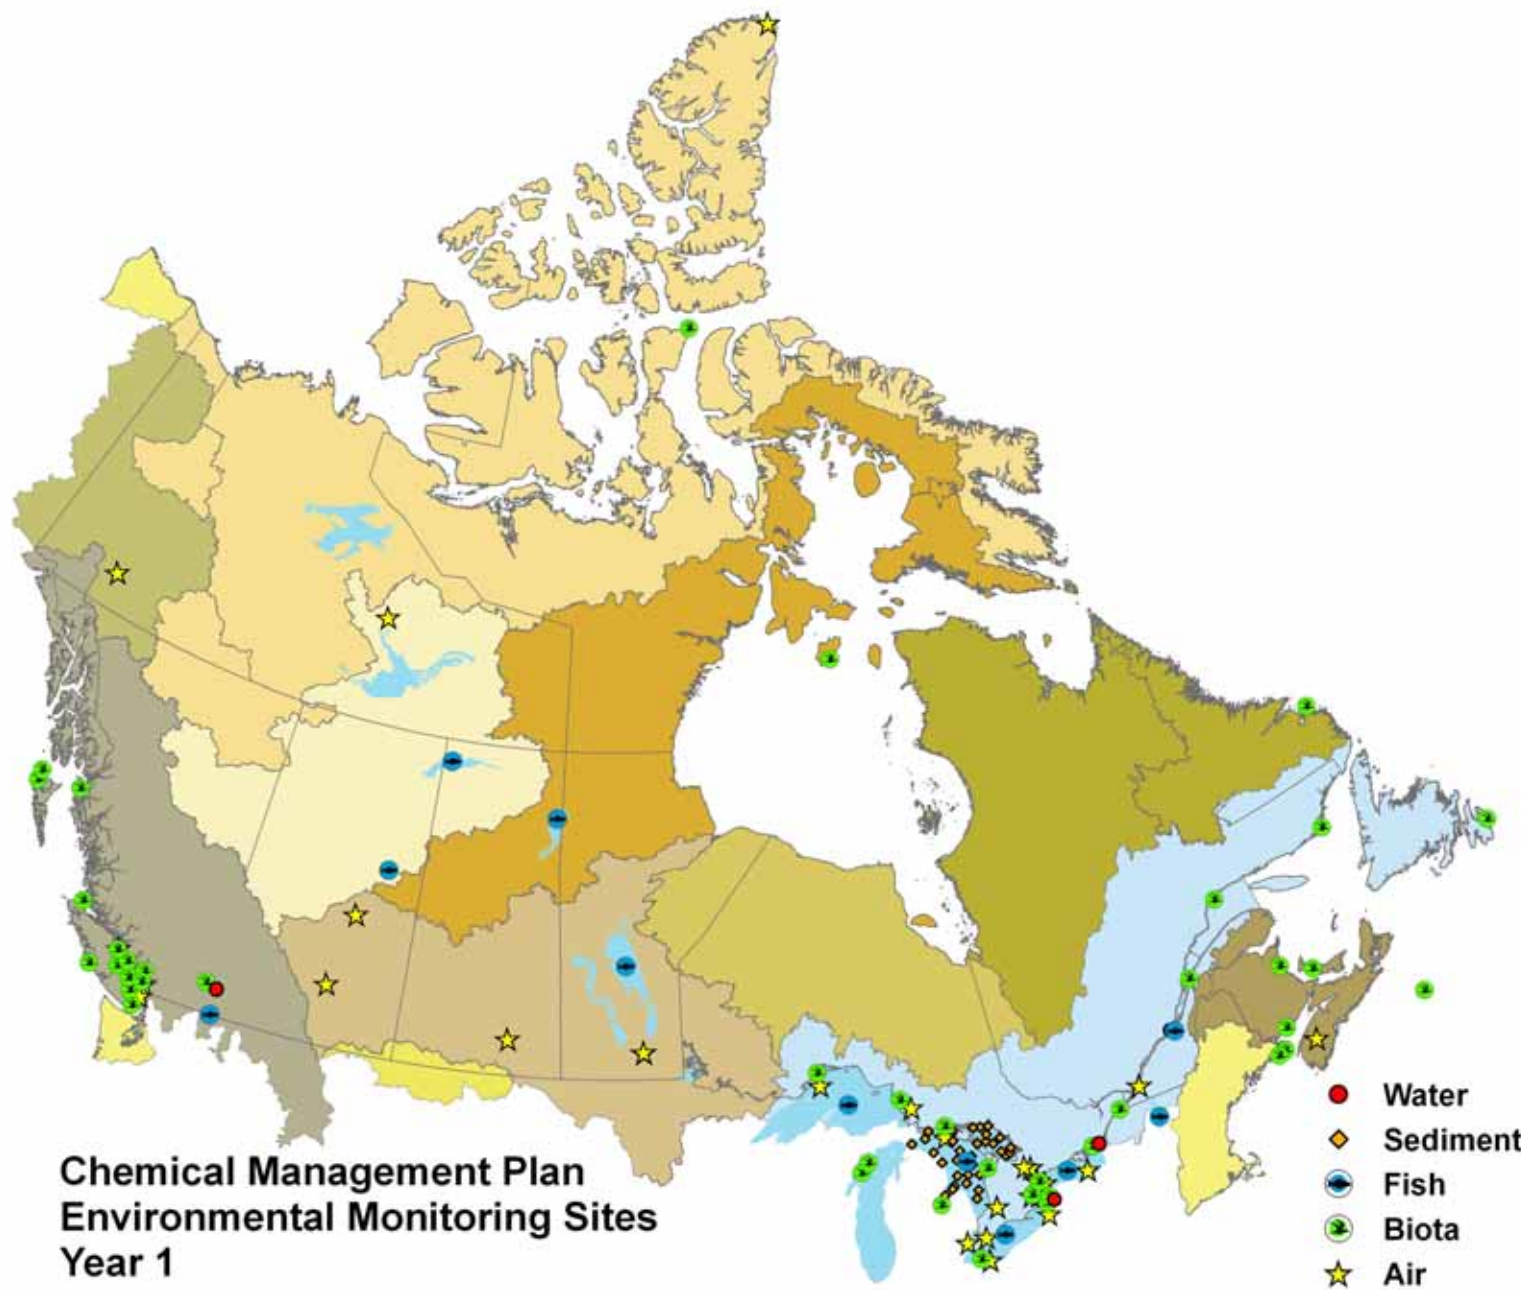 Chemical Management Plan
Environmental Monitoring Sites
Year 1
Water
Sediment
Fish
Biota
Air